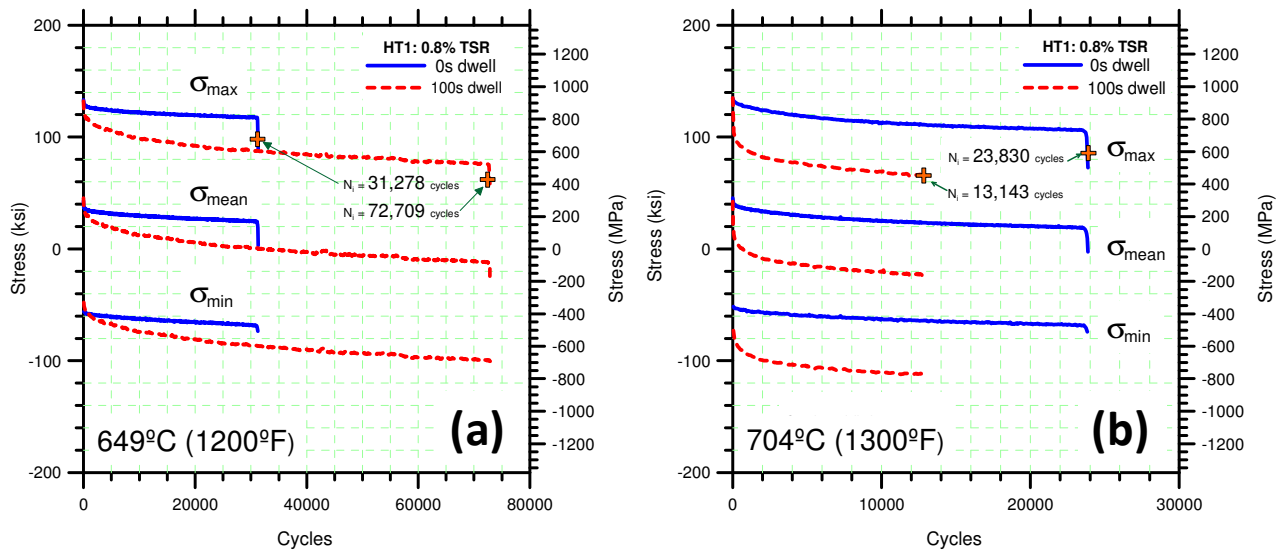 HT1: 0.8% TSR
0s dwell
100s dwell
σmax
σmean
σmin
Ni = 31,278 cycles
Ni = 72,709 cycles
649ºC (1200ºF)
(a)
200
100
0
-100
-200
Stress (ksi)
1200
1000
800
600
400
200
0
-200
-400
-600
-800
-1000
-1200
Stress (MPa)
0 20000 40000 60000 80000
Cycles
HT1: 0.8% TSR
0s dwell
100s dwell
σmax
σmean
σmin
Ni = 23,830 cycles
Ni = 13,143 cycles
704ºC (1300ºF)
(b)
200
100
0
-100
-200
Stress (ksi)
1200
1000
800
600
400
200
0
-200
-400
-600
-800
-1000
-1200
Stress (MPa)
0 10000 20000 30000
Cycles